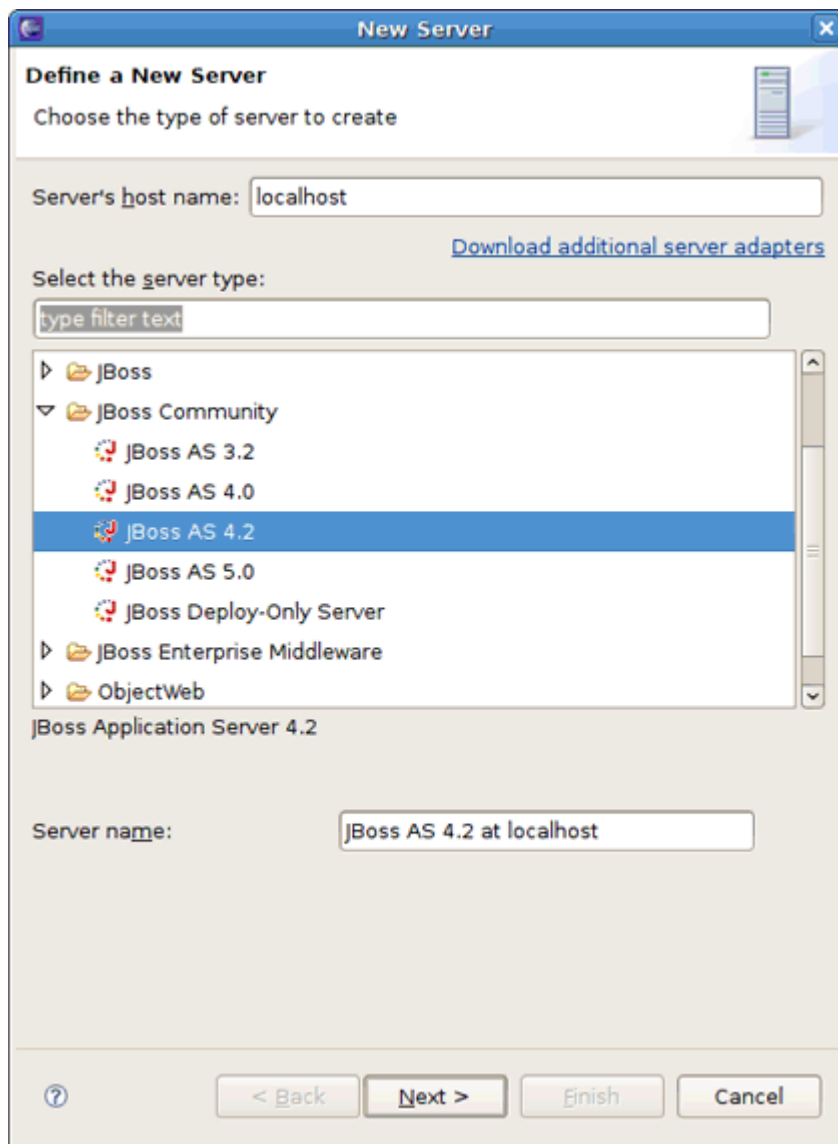 New Server
Define a New Server
Choose the type of server to create
Server's host name: localhost
Download additional server adapters
Select the server type:
type filter text
JBoss
JBoss Community
JBoss AS 3.2
JBoss AS 4.0
JBoss AS 4.2
JBoss AS 5.0
JBoss Deploy-Only Server
JBoss Enterprise Middleware
ObjectWeb
JBoss Application Server 4.2
Server name: JBoss AS 4.2 at localhost
? < Back Next > Finish Cancel